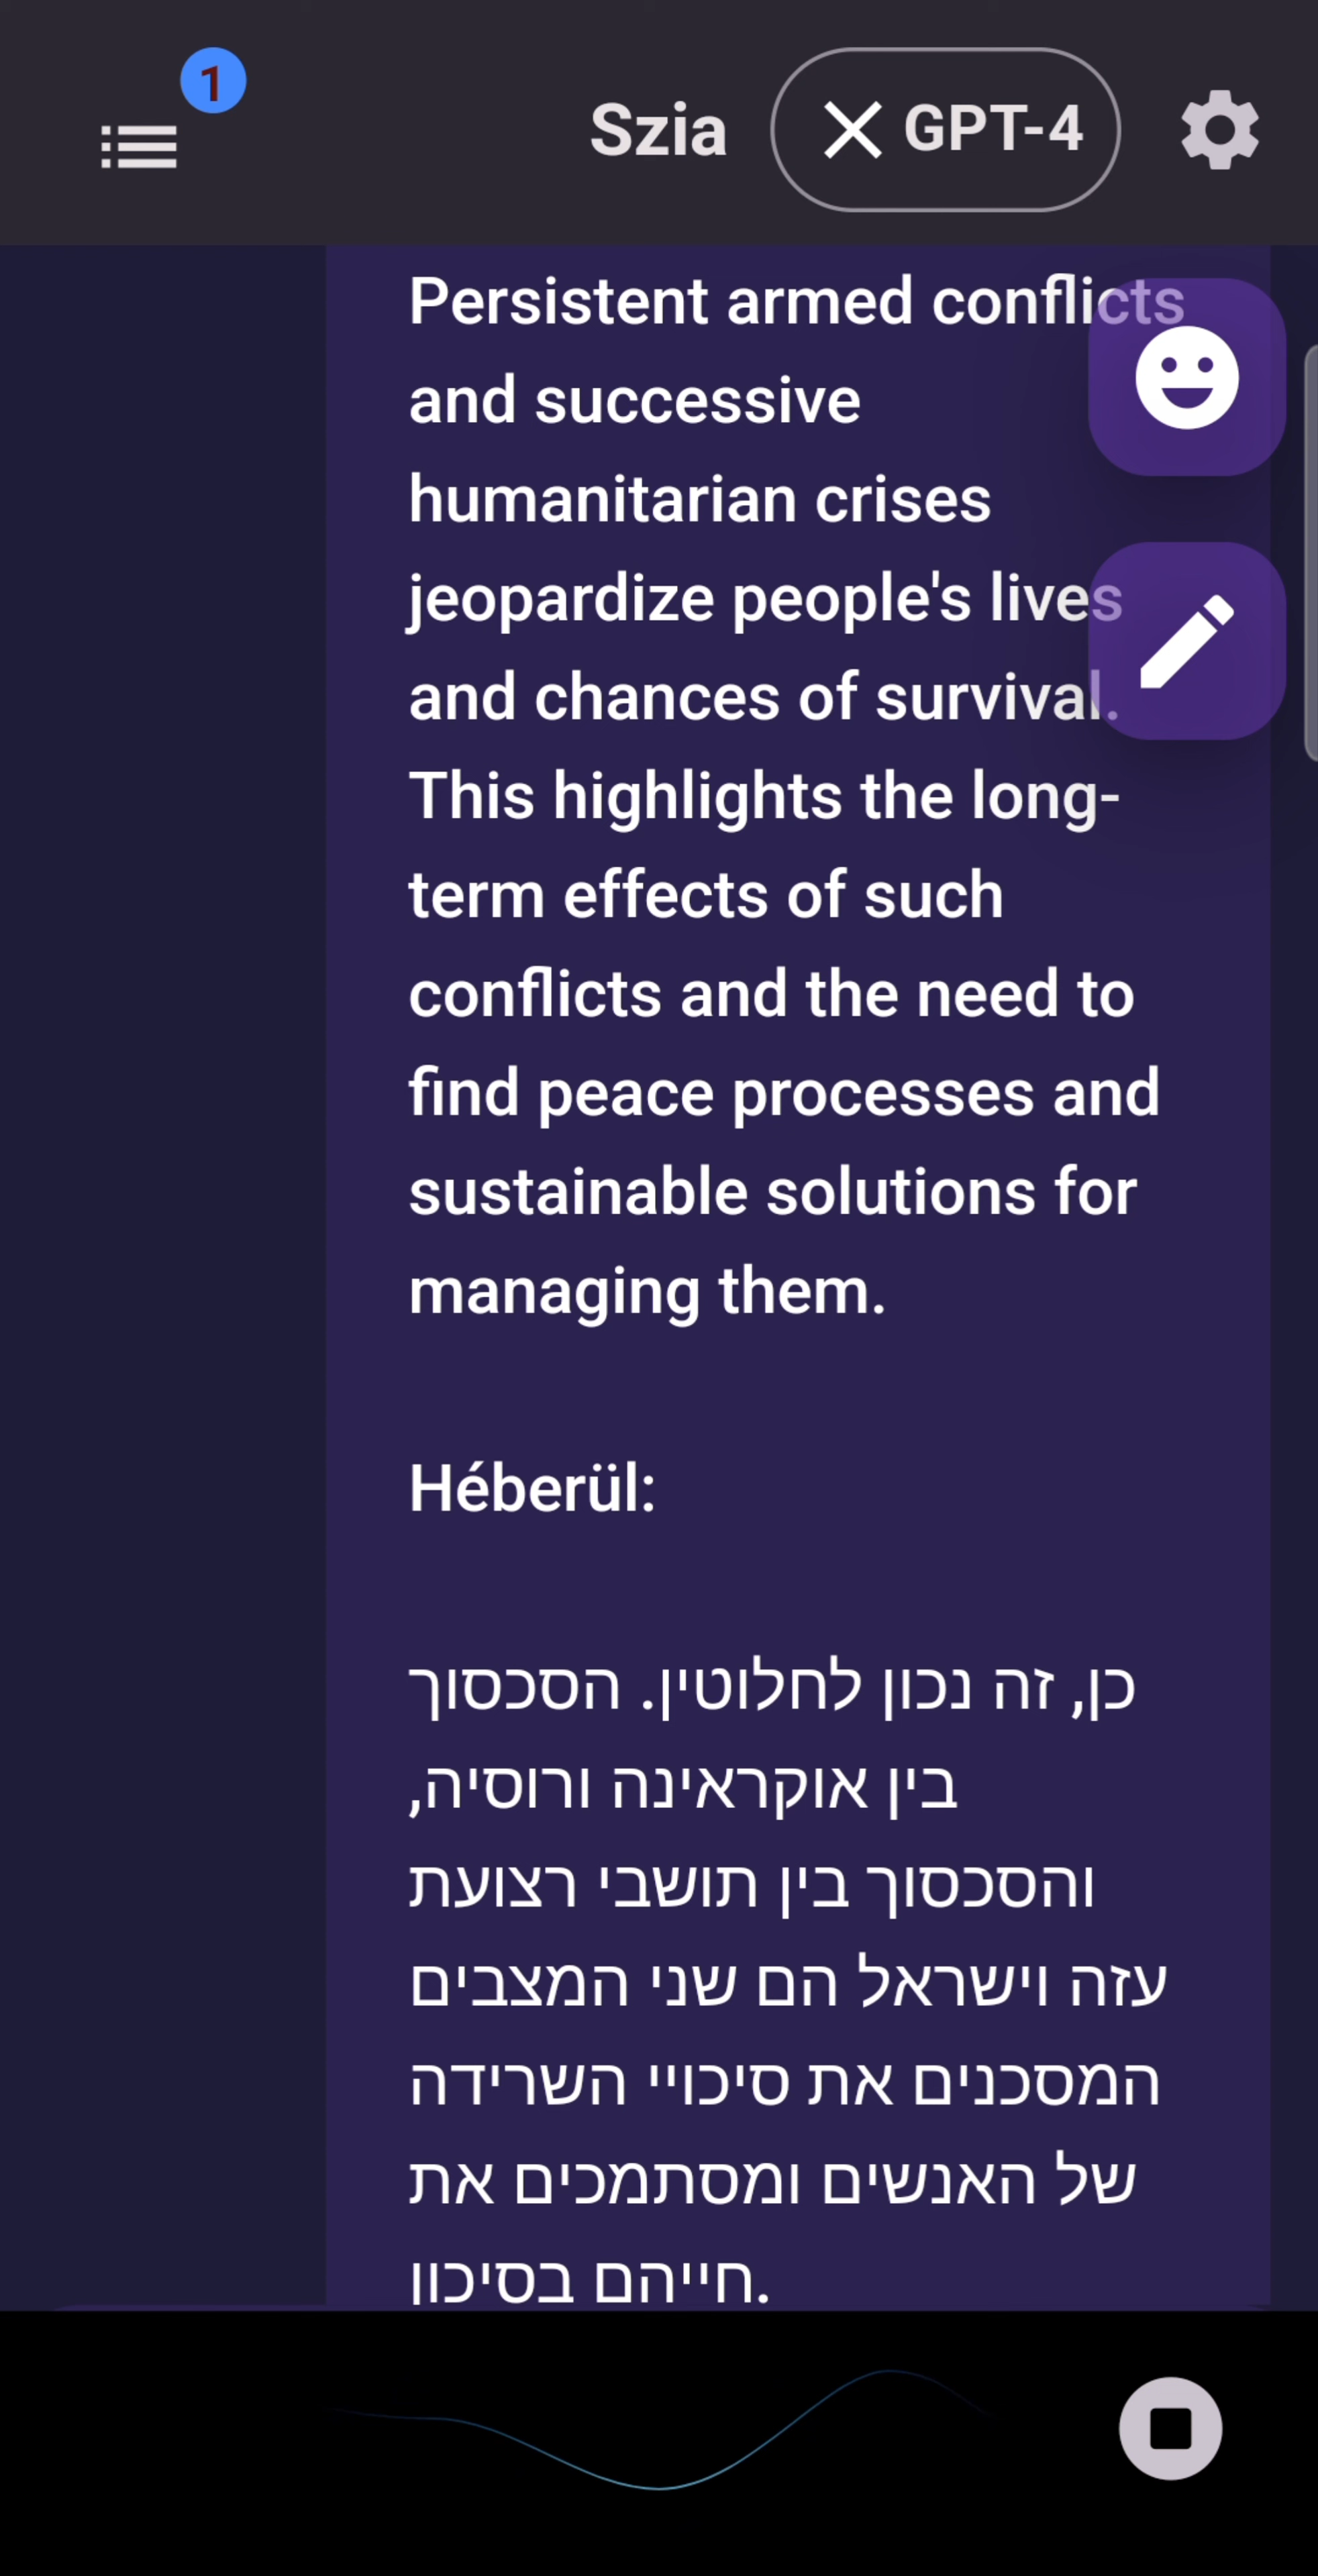 1
Szia
GPT-4
Persistent armed conflicts
and successive
humanitarian crises
jeopardize people's lives
and chances of survival.
This highlights the long-
term effects of such
conflicts and the need to
find peace processes and
sustainable solutions for
managing them.
Héberül:
כן, זה נכון לחלוטין. הסכסוך
בין אוקראינה ורוסיה,
והסכסוך בין תושבי רצועת
עזה וישראל הם שני המצבים
המסכנים את סיכויי השרידה
של האנשים ומסתמכים את
חייהם בסיכון.